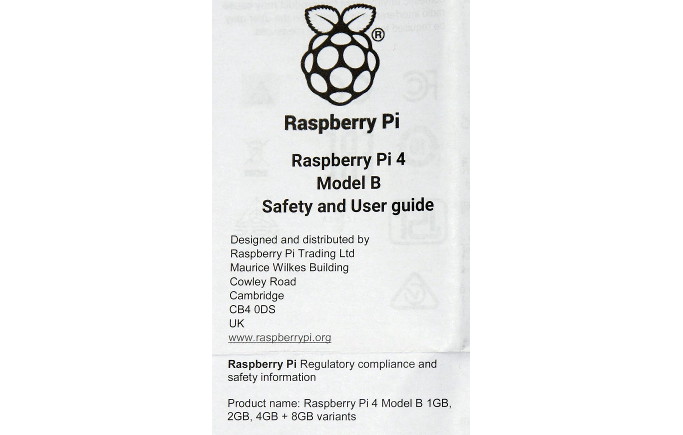 ®
Raspberry Pi
Raspberry Pi 4
Model B
Safety and User guide
Designed and distributed by
Raspberry Pi Trading Ltd
Maurice Wilkes Building
Cowley Road
Cambridge
CB4 0DS
UK
www.raspberrypi.org
Raspberry Pi Regulatory compliance and
safety information
Product name: Raspberry Pi 4 Model B 1GB,
2GB, 4GB + 8GB variants